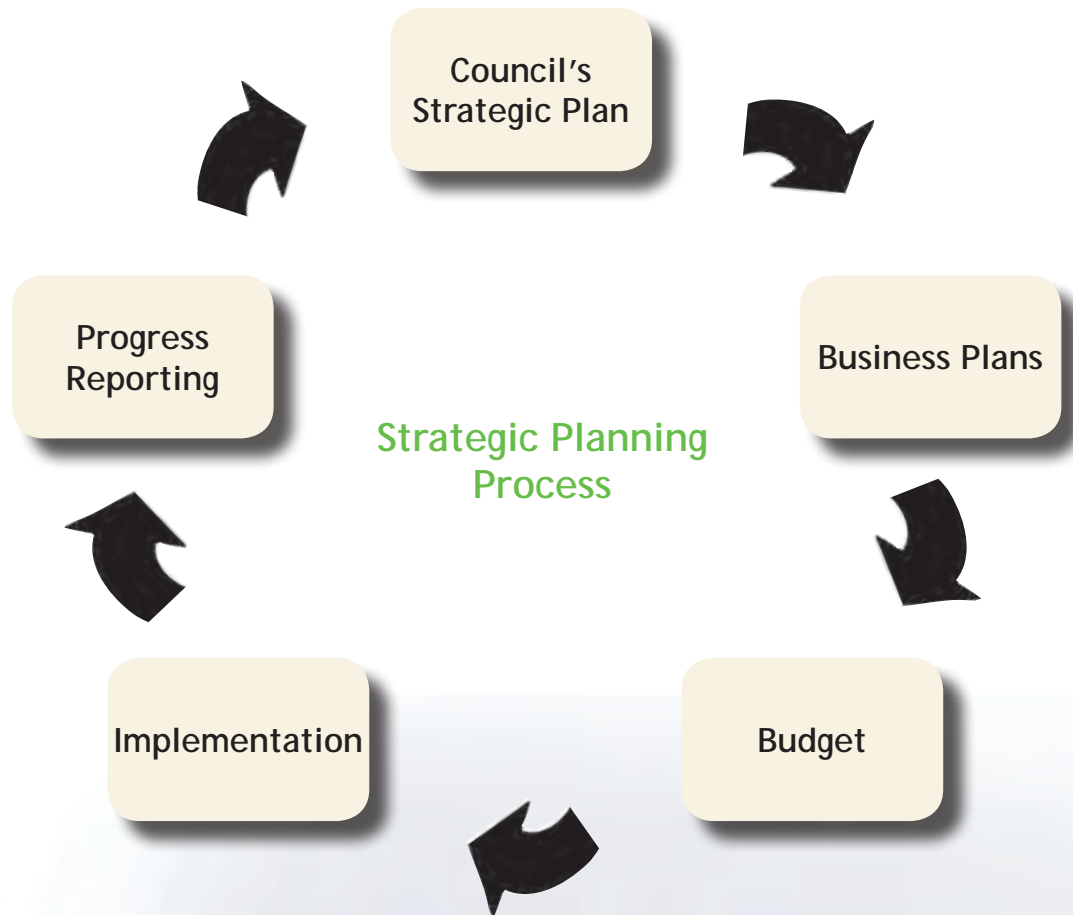 Council's
Strategic Plan
Progress
Reporting
Business Plans
Strategic Planning
Process
Implementation
Budget